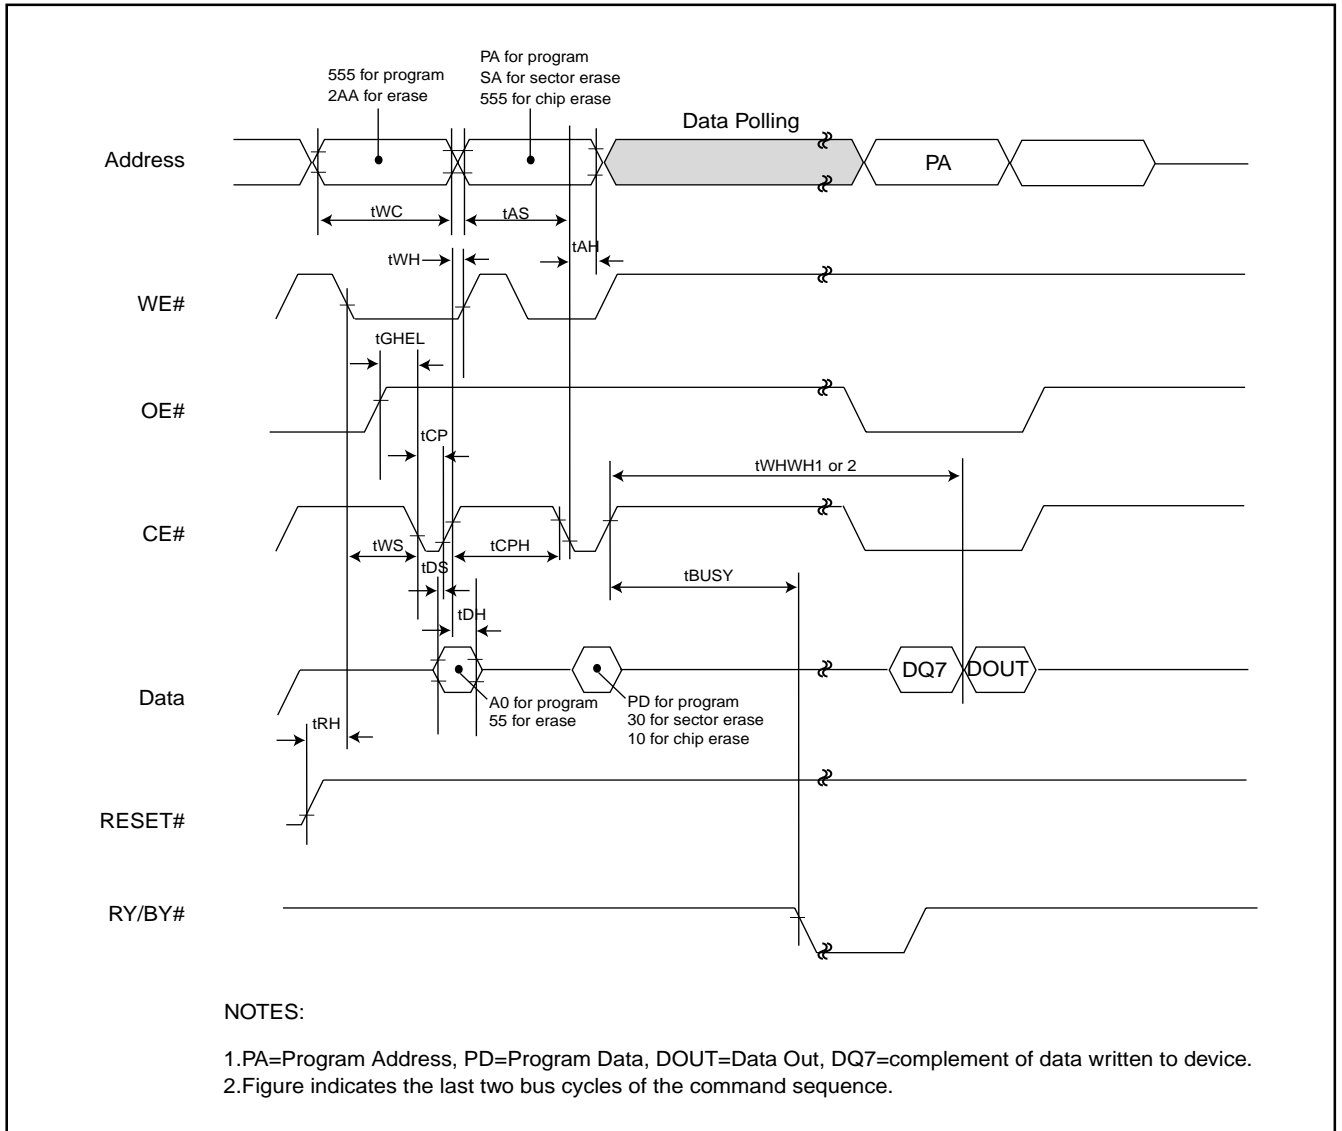 555 for program
2AA for erase
PA for program
SA for sector erase
555 for chip erase
Data Polling
Address
PA
tWC
tAS
tAH
tWH
WE#
tGHEL
OE#
tCP
tWHWH1 or 2
CE#
tWS
tCPH
tDS
tBUSY
tDH
DQ7
DOUT
Data
A0 for program
55 for erase
PD for program
30 for sector erase
10 for chip erase
tRH
RESET#
RY/BY#
NOTES:
1.PA=Program Address, PD=Program Data, DOUT=Data Out, DQ7=complement of data written to device.
2.Figure indicates the last two bus cycles of the command sequence.